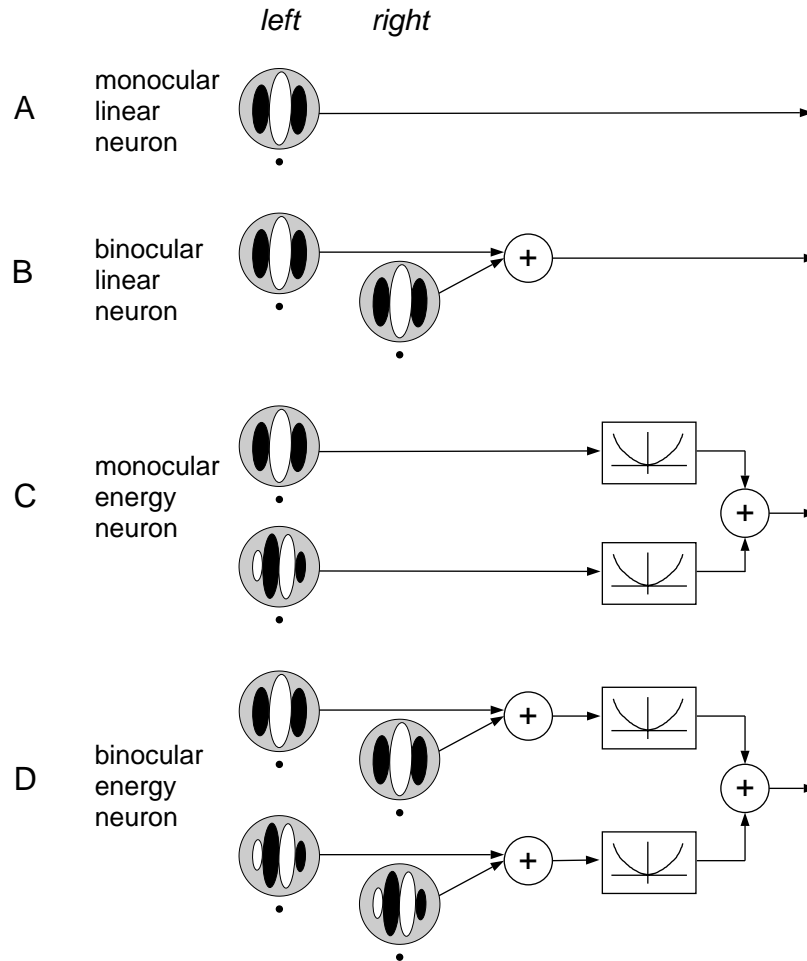 left right
A
monocular
linear
neuron
B
binocular
linear
neuron
+
C
monocular
energy
neuron
+
D
binocular
energy
neuron
+
+
+